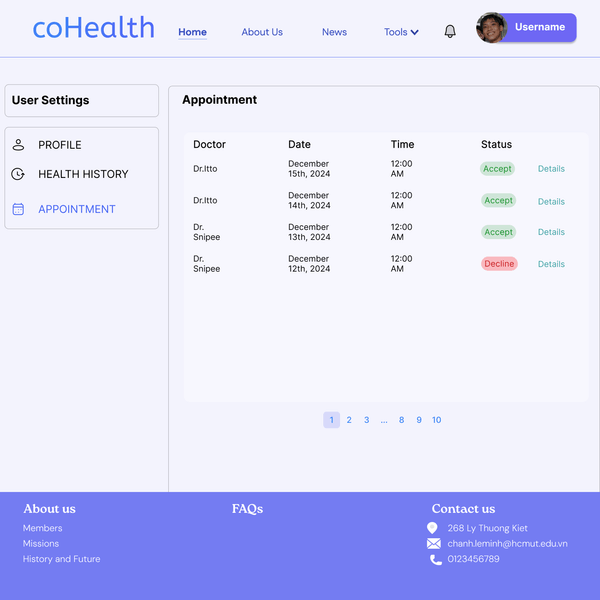 coHealth
Home
About Us
News
Tools
Username
User Settings
PROFILE
HEALTH HISTORY
APPOINTMENT
Appointment
Doctor Date Time Status
Dr.Itto December 15th, 2024 12:00 AM Accept Details
Dr.Itto December 14th, 2024 12:00 AM Accept Details
Dr. Snipee December 13th, 2024 12:00 AM Accept Details
Dr. Snipee December 12th, 2024 12:00 AM Decline Details
1 2 3 ... 8 9 10
About us
Members
Missions
History and Future
FAQs
Contact us
268 Ly Thuong Kiet
chanh.leminh@hcmut.edu.vn
0123456789